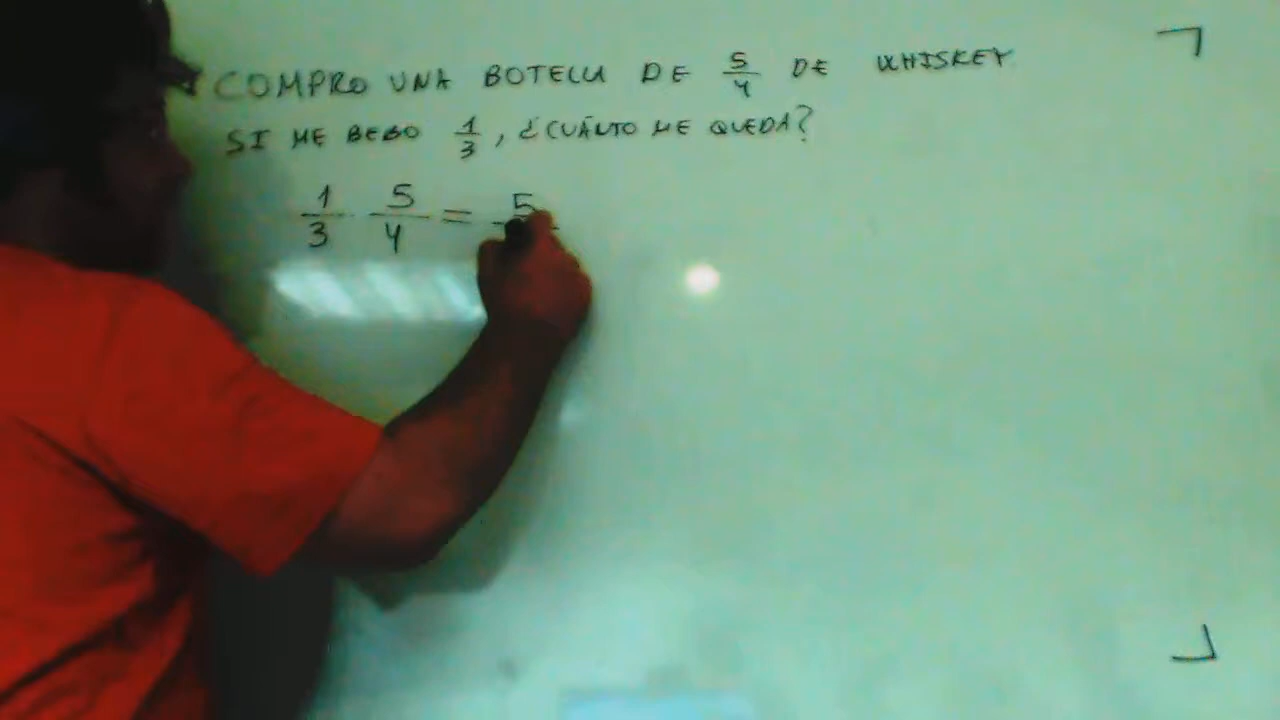 COMPRO UNA BOTELLA DE 5/4 DE WHISKEY
SI ME BEBO 1/3, ¿CUÁNTO ME QUEDA?
1/3 5/4 = 5